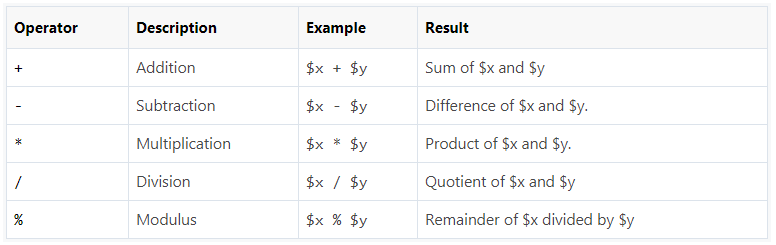 Operator Description Example Result
+ Addition $x + $y Sum of $x and $y
- Subtraction $x - $y Difference of $x and $y.
* Multiplication $x * $y Product of $x and $y.
/ Division $x / $y Quotient of $x and $y
% Modulus $x % $y Remainder of $x divided by $y